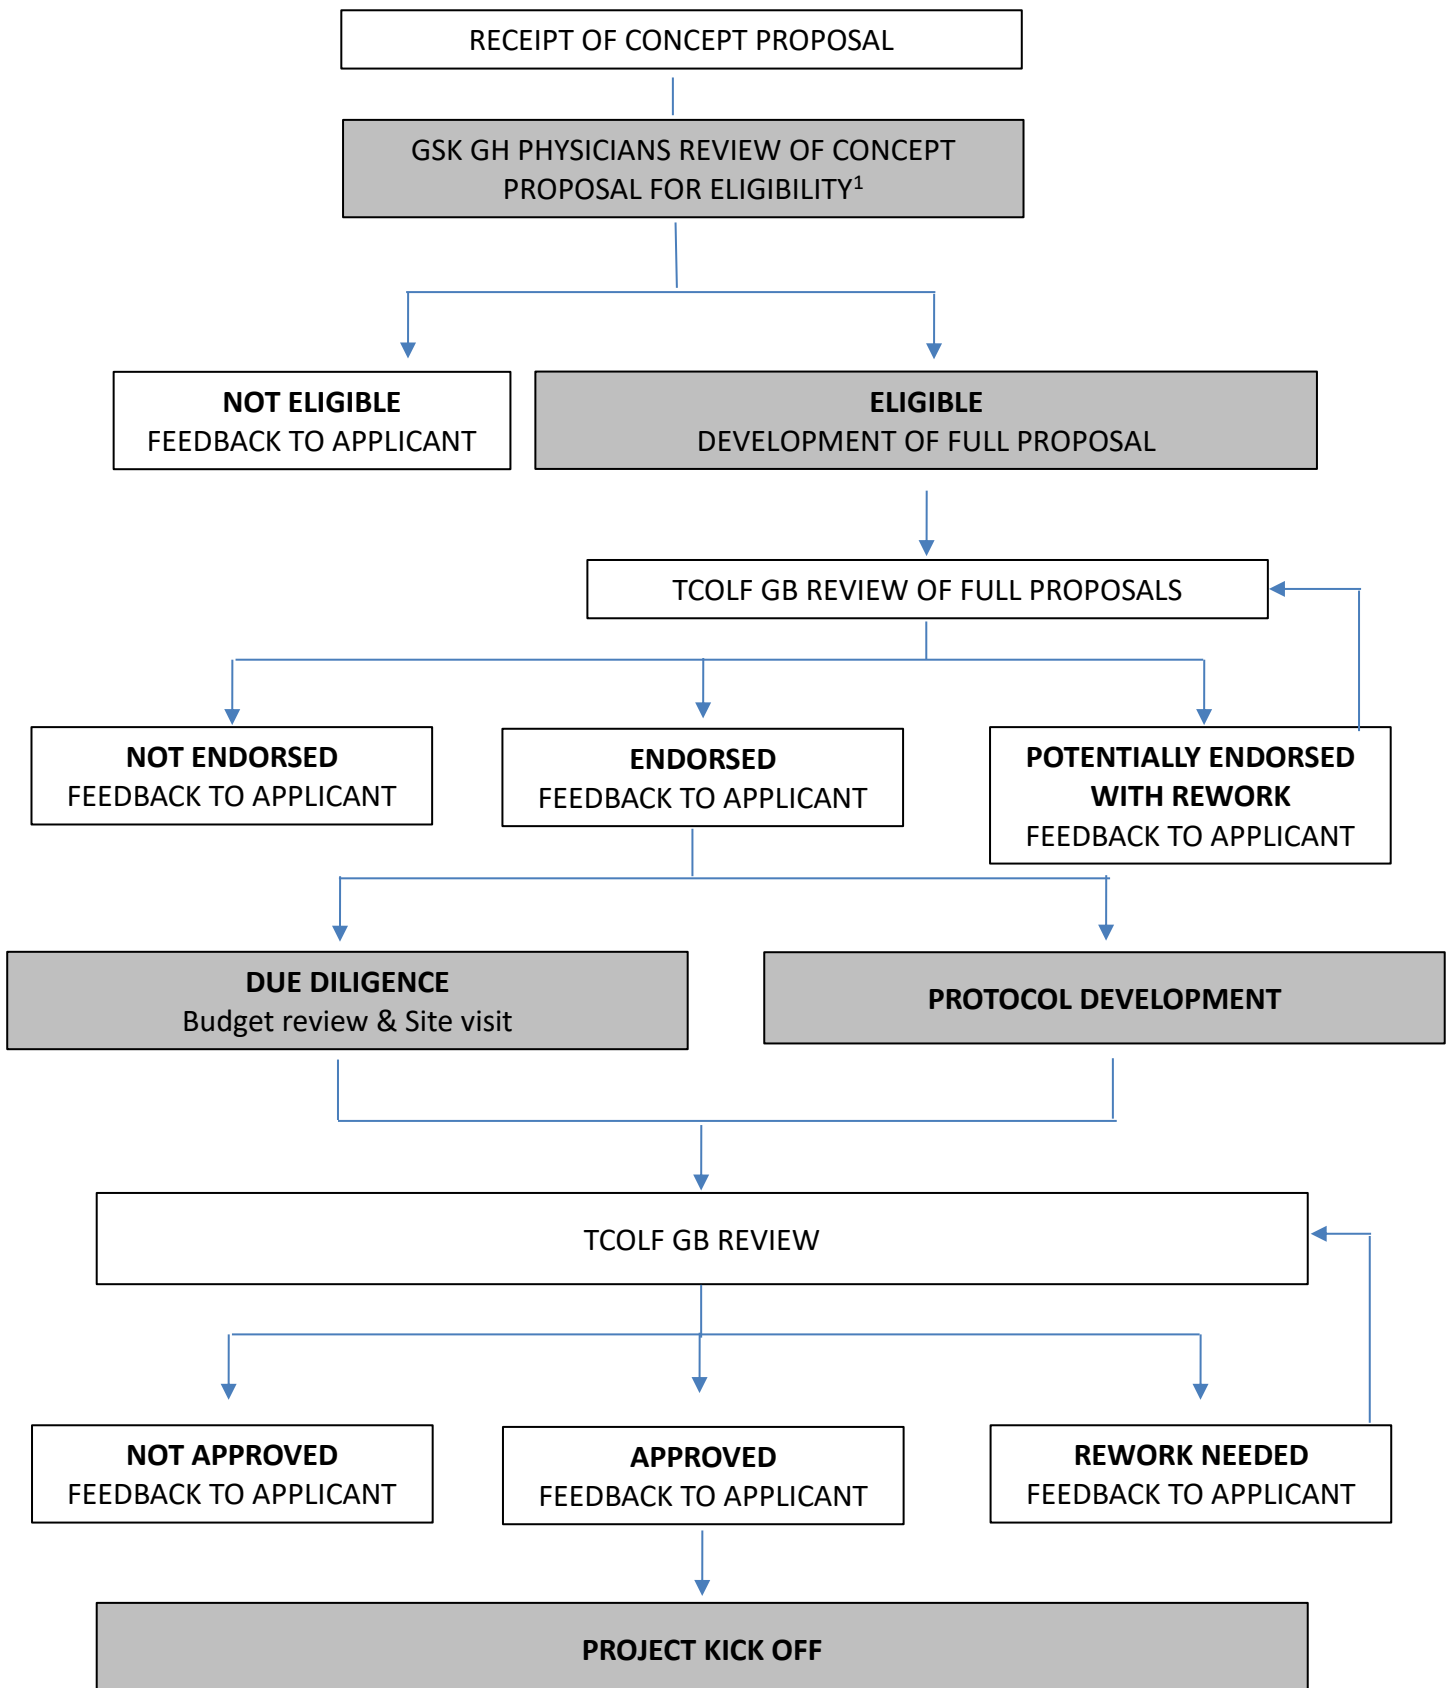 RECEIPT OF CONCEPT PROPOSAL
GSK GH PHYSICIANS REVIEW OF CONCEPT
PROPOSAL FOR ELIGIBILITY¹
NOT ELIGIBLE
FEEDBACK TO APPLICANT
ELIGIBLE
DEVELOPMENT OF FULL PROPOSAL
TCOLF GB REVIEW OF FULL PROPOSALS
NOT ENDORSED
FEEDBACK TO APPLICANT
ENDORSED
FEEDBACK TO APPLICANT
POTENTIALLY ENDORSED
WITH REWORK
FEEDBACK TO APPLICANT
DUE DILIGENCE
Budget review & Site visit
PROTOCOL DEVELOPMENT
TCOLF GB REVIEW
NOT APPROVED
FEEDBACK TO APPLICANT
APPROVED
FEEDBACK TO APPLICANT
REWORK NEEDED
FEEDBACK TO APPLICANT
PROJECT KICK OFF